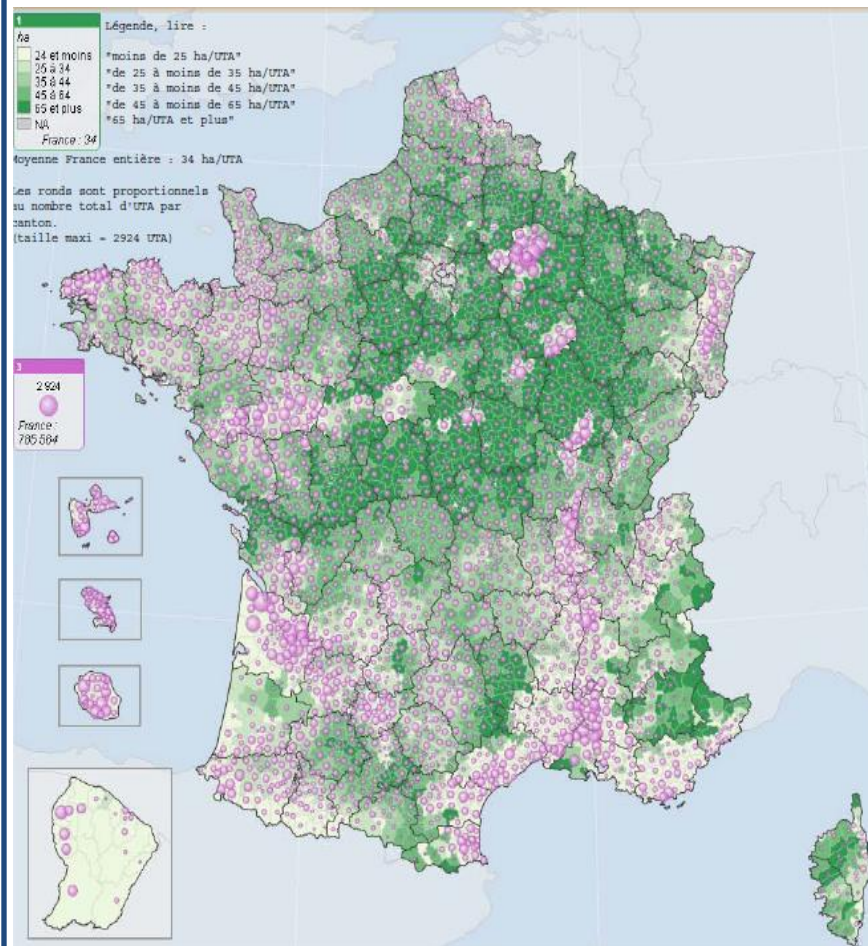 1
ha
24 et moins
25 à 34
35 à 44
45 à 64
65 et plus
NA
France : 34
Légende, lire :
"moins de 25 ha/UTA"
"de 25 à moins de 35 ha/UTA"
"de 35 à moins de 45 ha/UTA"
"de 45 à moins de 65 ha/UTA"
"65 ha/UTA et plus"
Moyenne France entière : 34 ha/UTA
Les ronds sont proportionnels
au nombre total d'UTA par
canton.
(taille maxi = 2924 UTA)
3
2 924
France :